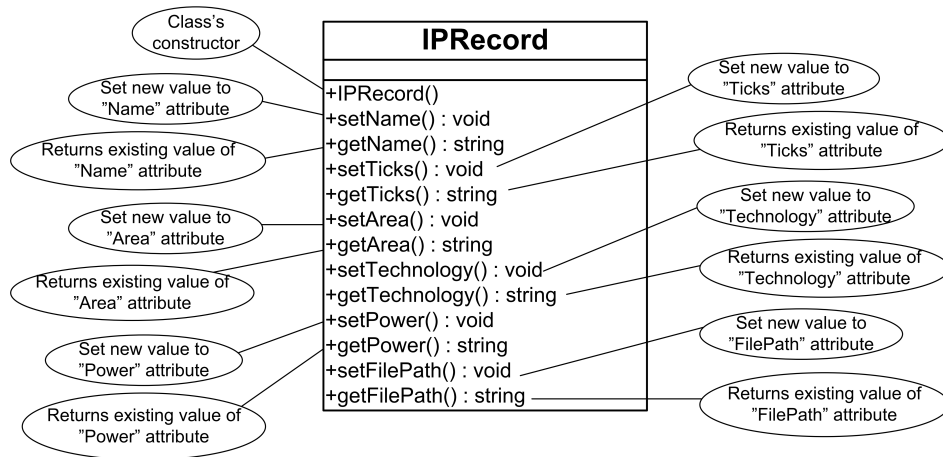 IPRecord
+IPRecord()
+setName() : void
+getName() : string
+setTicks() : void
+getTicks() : string
+setArea() : void
+getArea() : string
+setTechnology() : void
+getTechnology() : string
+setPower() : void
+getPower() : string
+setFilePath() : void
+getFilePath() : string
Class's
constructor
Set new value to
"Name" attribute
Returns existing value of
"Name" attribute
Set new value to
"Area" attribute
Returns existing value of
"Area" attribute
Set new value to
"Power" attribute
Returns existing value of
"Power" attribute
Set new value to
"Ticks" attribute
Returns existing value of
"Ticks" attribute
Set new value to
"Technology" attribute
Returns existing value of
"Technology" attribute
Set new value to
"FilePath" attribute
Returns existing value of
"FilePath" attribute